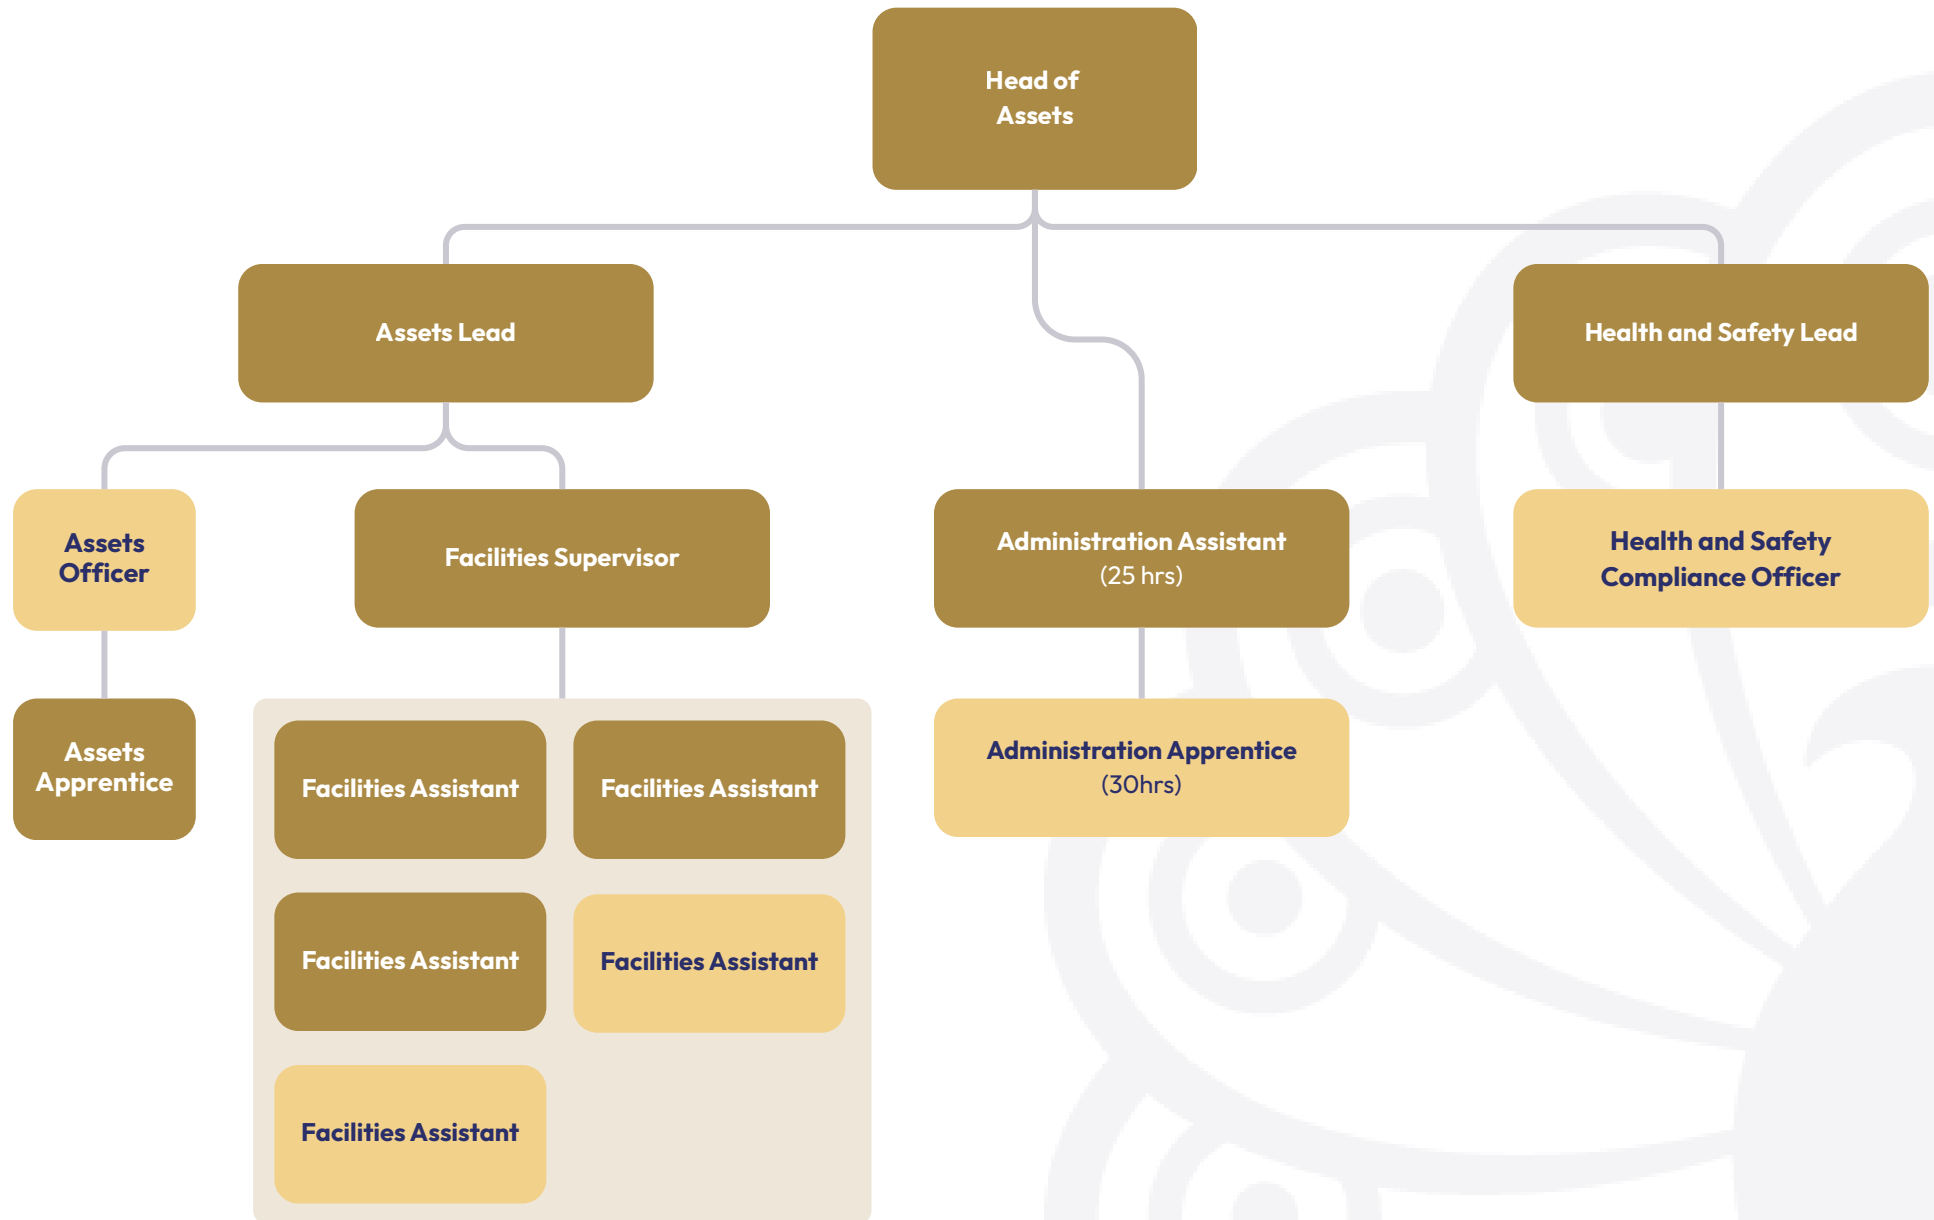 Head of
Assets
Assets Lead
Health and Safety Lead
Assets
Officer
Facilities Supervisor
Administration Assistant
(25 hrs)
Health and Safety
Compliance Officer
Assets
Apprentice
Facilities Assistant
Facilities Assistant
Administration Apprentice
(30hrs)
Facilities Assistant
Facilities Assistant
Facilities Assistant